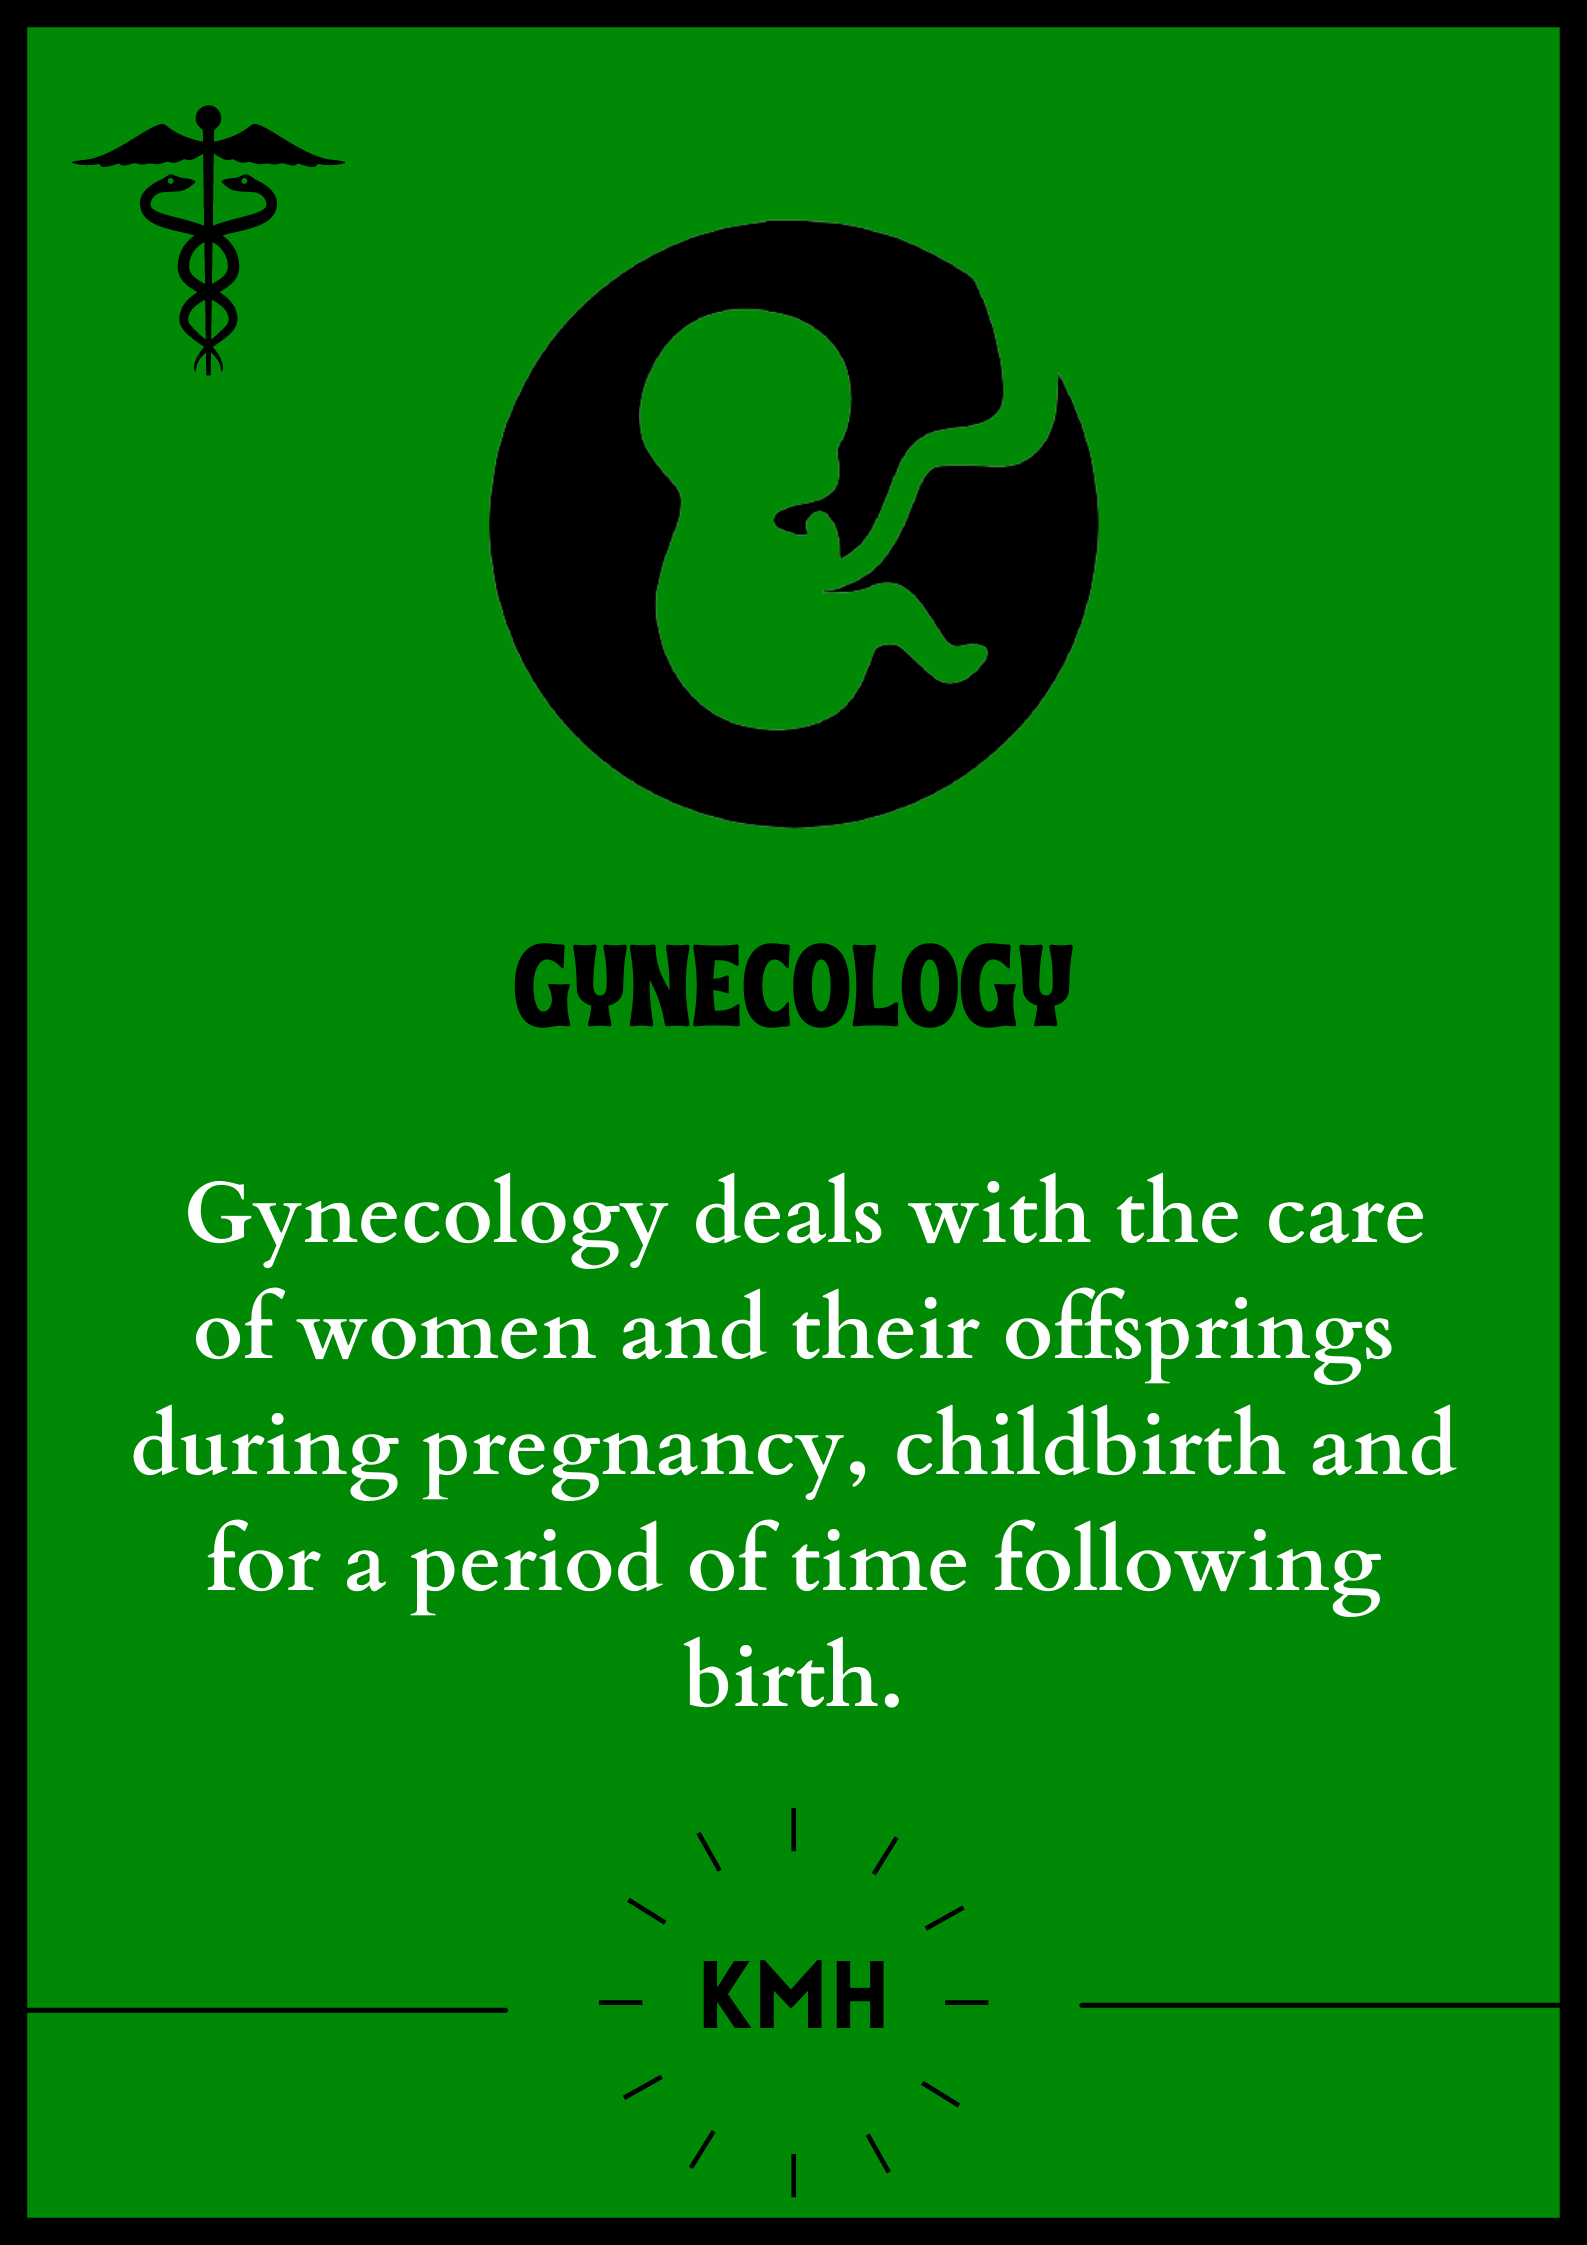 GYNECOLOGY
Gynecology deals with the care
of women and their offsprings
during pregnancy, childbirth and
for a period of time following
birth.
KMH